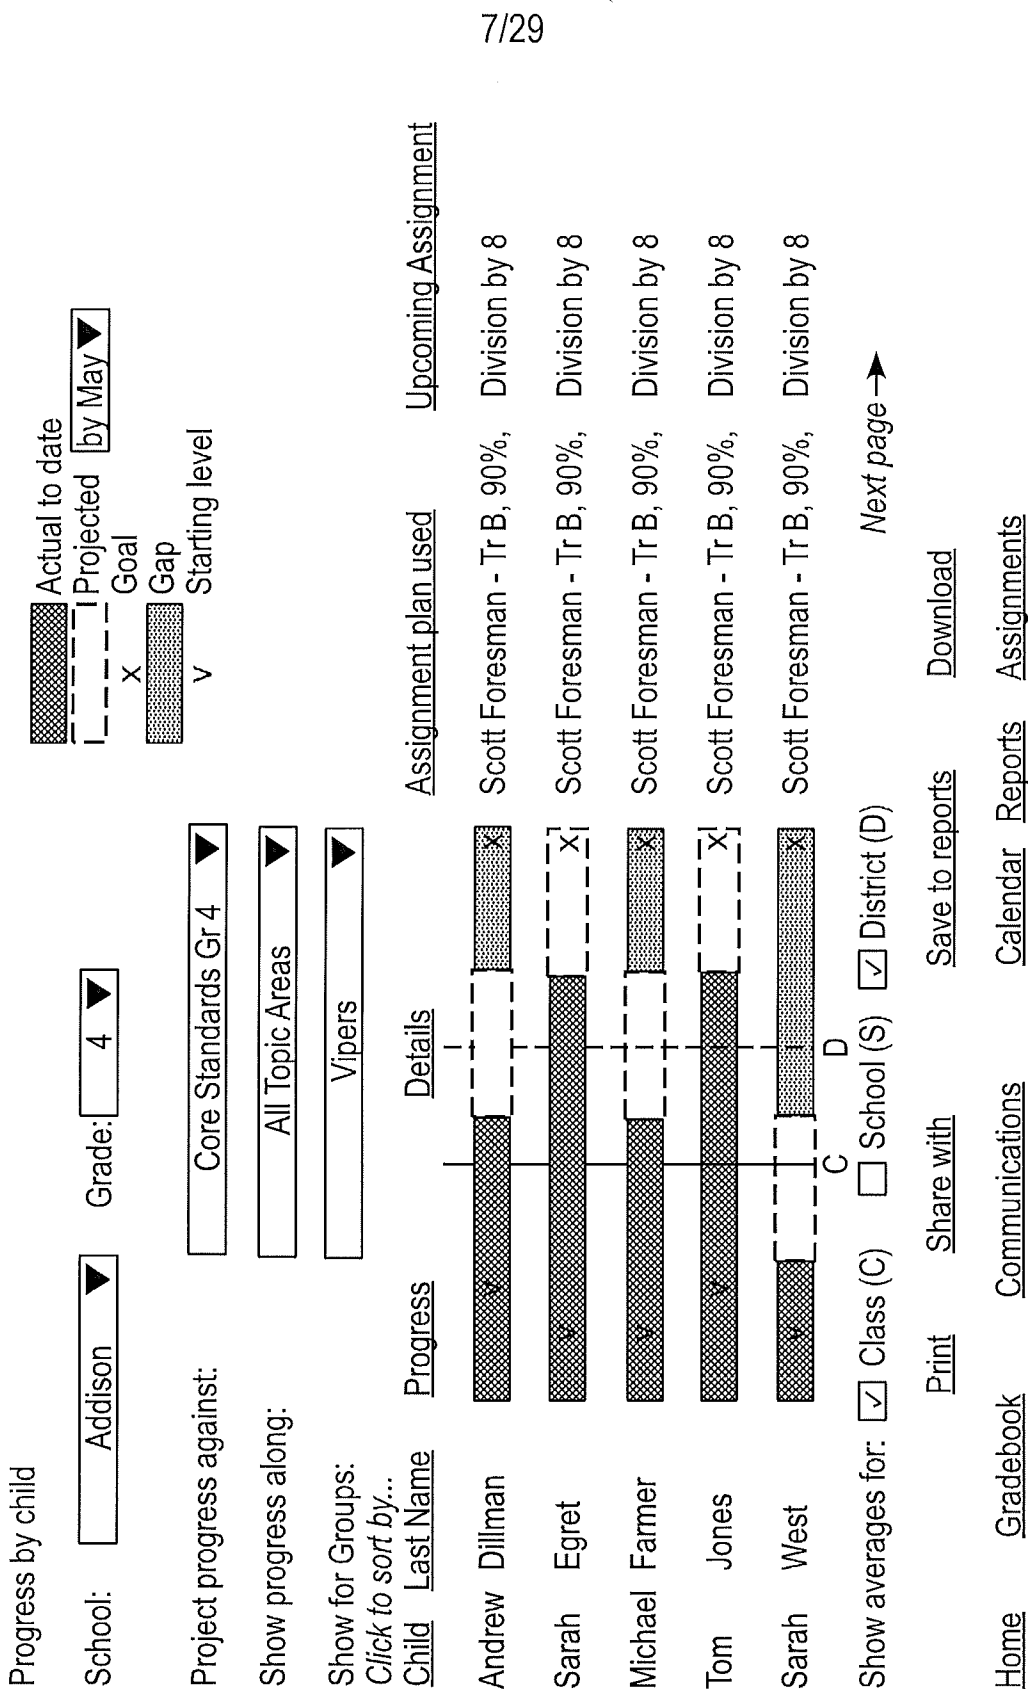 7/29
Progress by child
Actual to date
Projected by May
Goal
X
Gap
Starting level
v
School: Addison Grade: 4
Project progress against: Core Standards Gr 4
Show progress along: All Topic Areas
Show for Groups: Vipers
Click to sort by...
Child Last Name Progress Details Assignment plan used Upcoming Assignment
Andrew Dillman v X Scott Foresman - Tr B, 90%, Division by 8
Sarah Egret v X Scott Foresman - Tr B, 90%, Division by 8
Michael Farmer v X Scott Foresman - Tr B, 90%, Division by 8
Tom Jones v X Scott Foresman - Tr B, 90%, Division by 8
Sarah West v X Scott Foresman - Tr B, 90%, Division by 8
C D
Show averages for: Class (C) School (S) District (D) Next page
Print Share with Save to reports Download
Home Gradebook Communications Calendar Reports Assignments